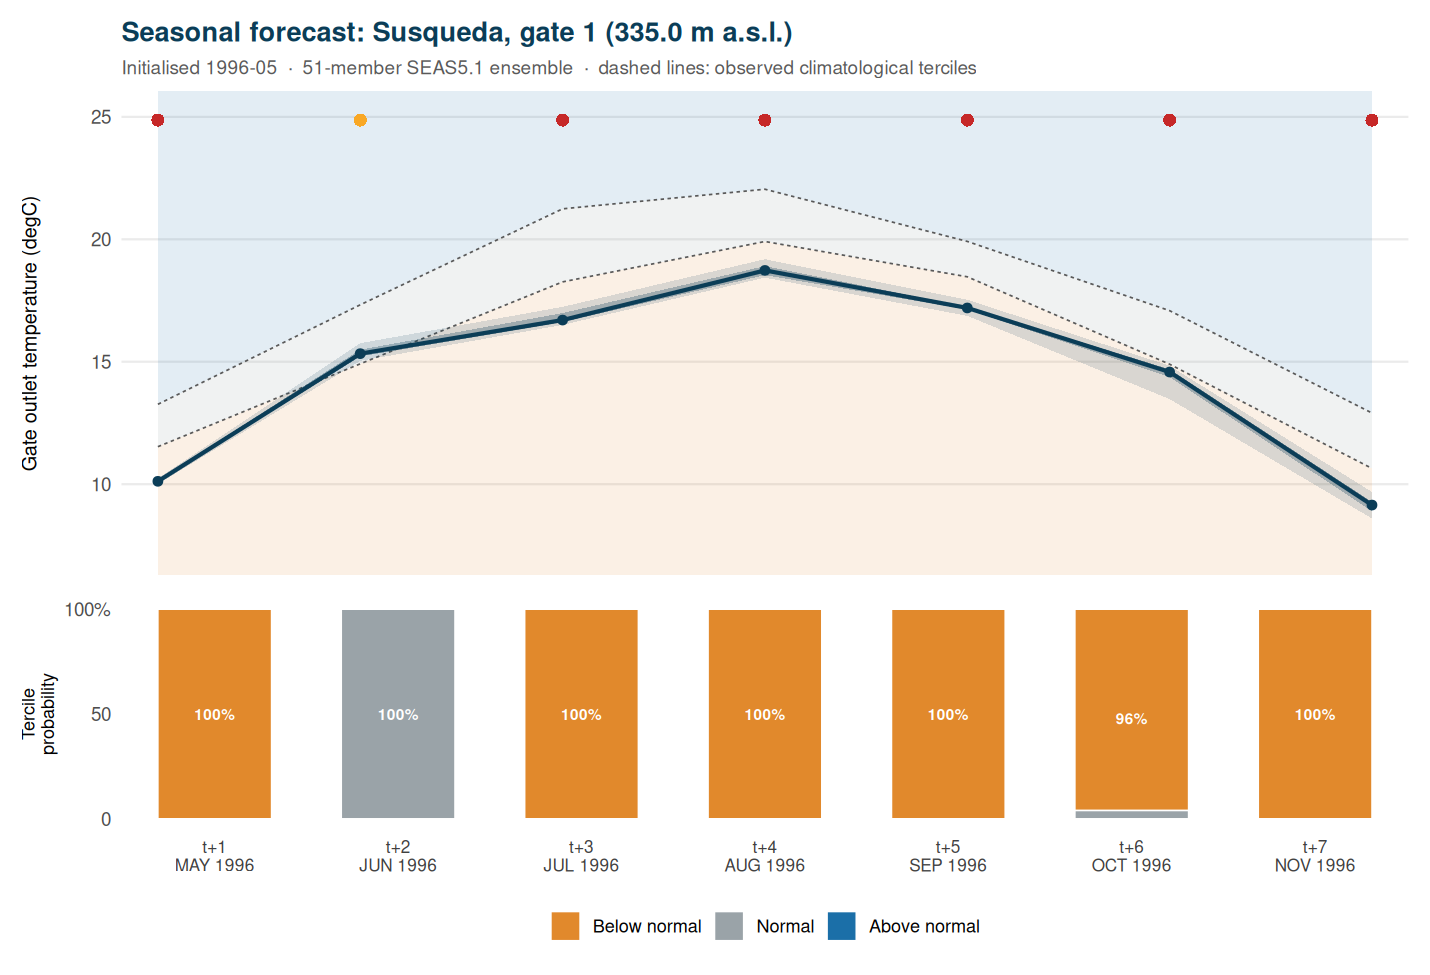 Seasonal forecast: Susqueda, gate 1 (335.0 m a.s.l.)
Initialised 1996-05 · 51-member SEAS5.1 ensemble · dashed lines: observed climatological terciles
Gate outlet temperature (degC)
25
20
15
10
Tercile
probability
100%
50
0
100%
100%
100%
100%
100%
96%
100%
t+1
MAY 1996
t+2
JUN 1996
t+3
JUL 1996
t+4
AUG 1996
t+5
SEP 1996
t+6
OCT 1996
t+7
NOV 1996
Below normal
Normal
Above normal